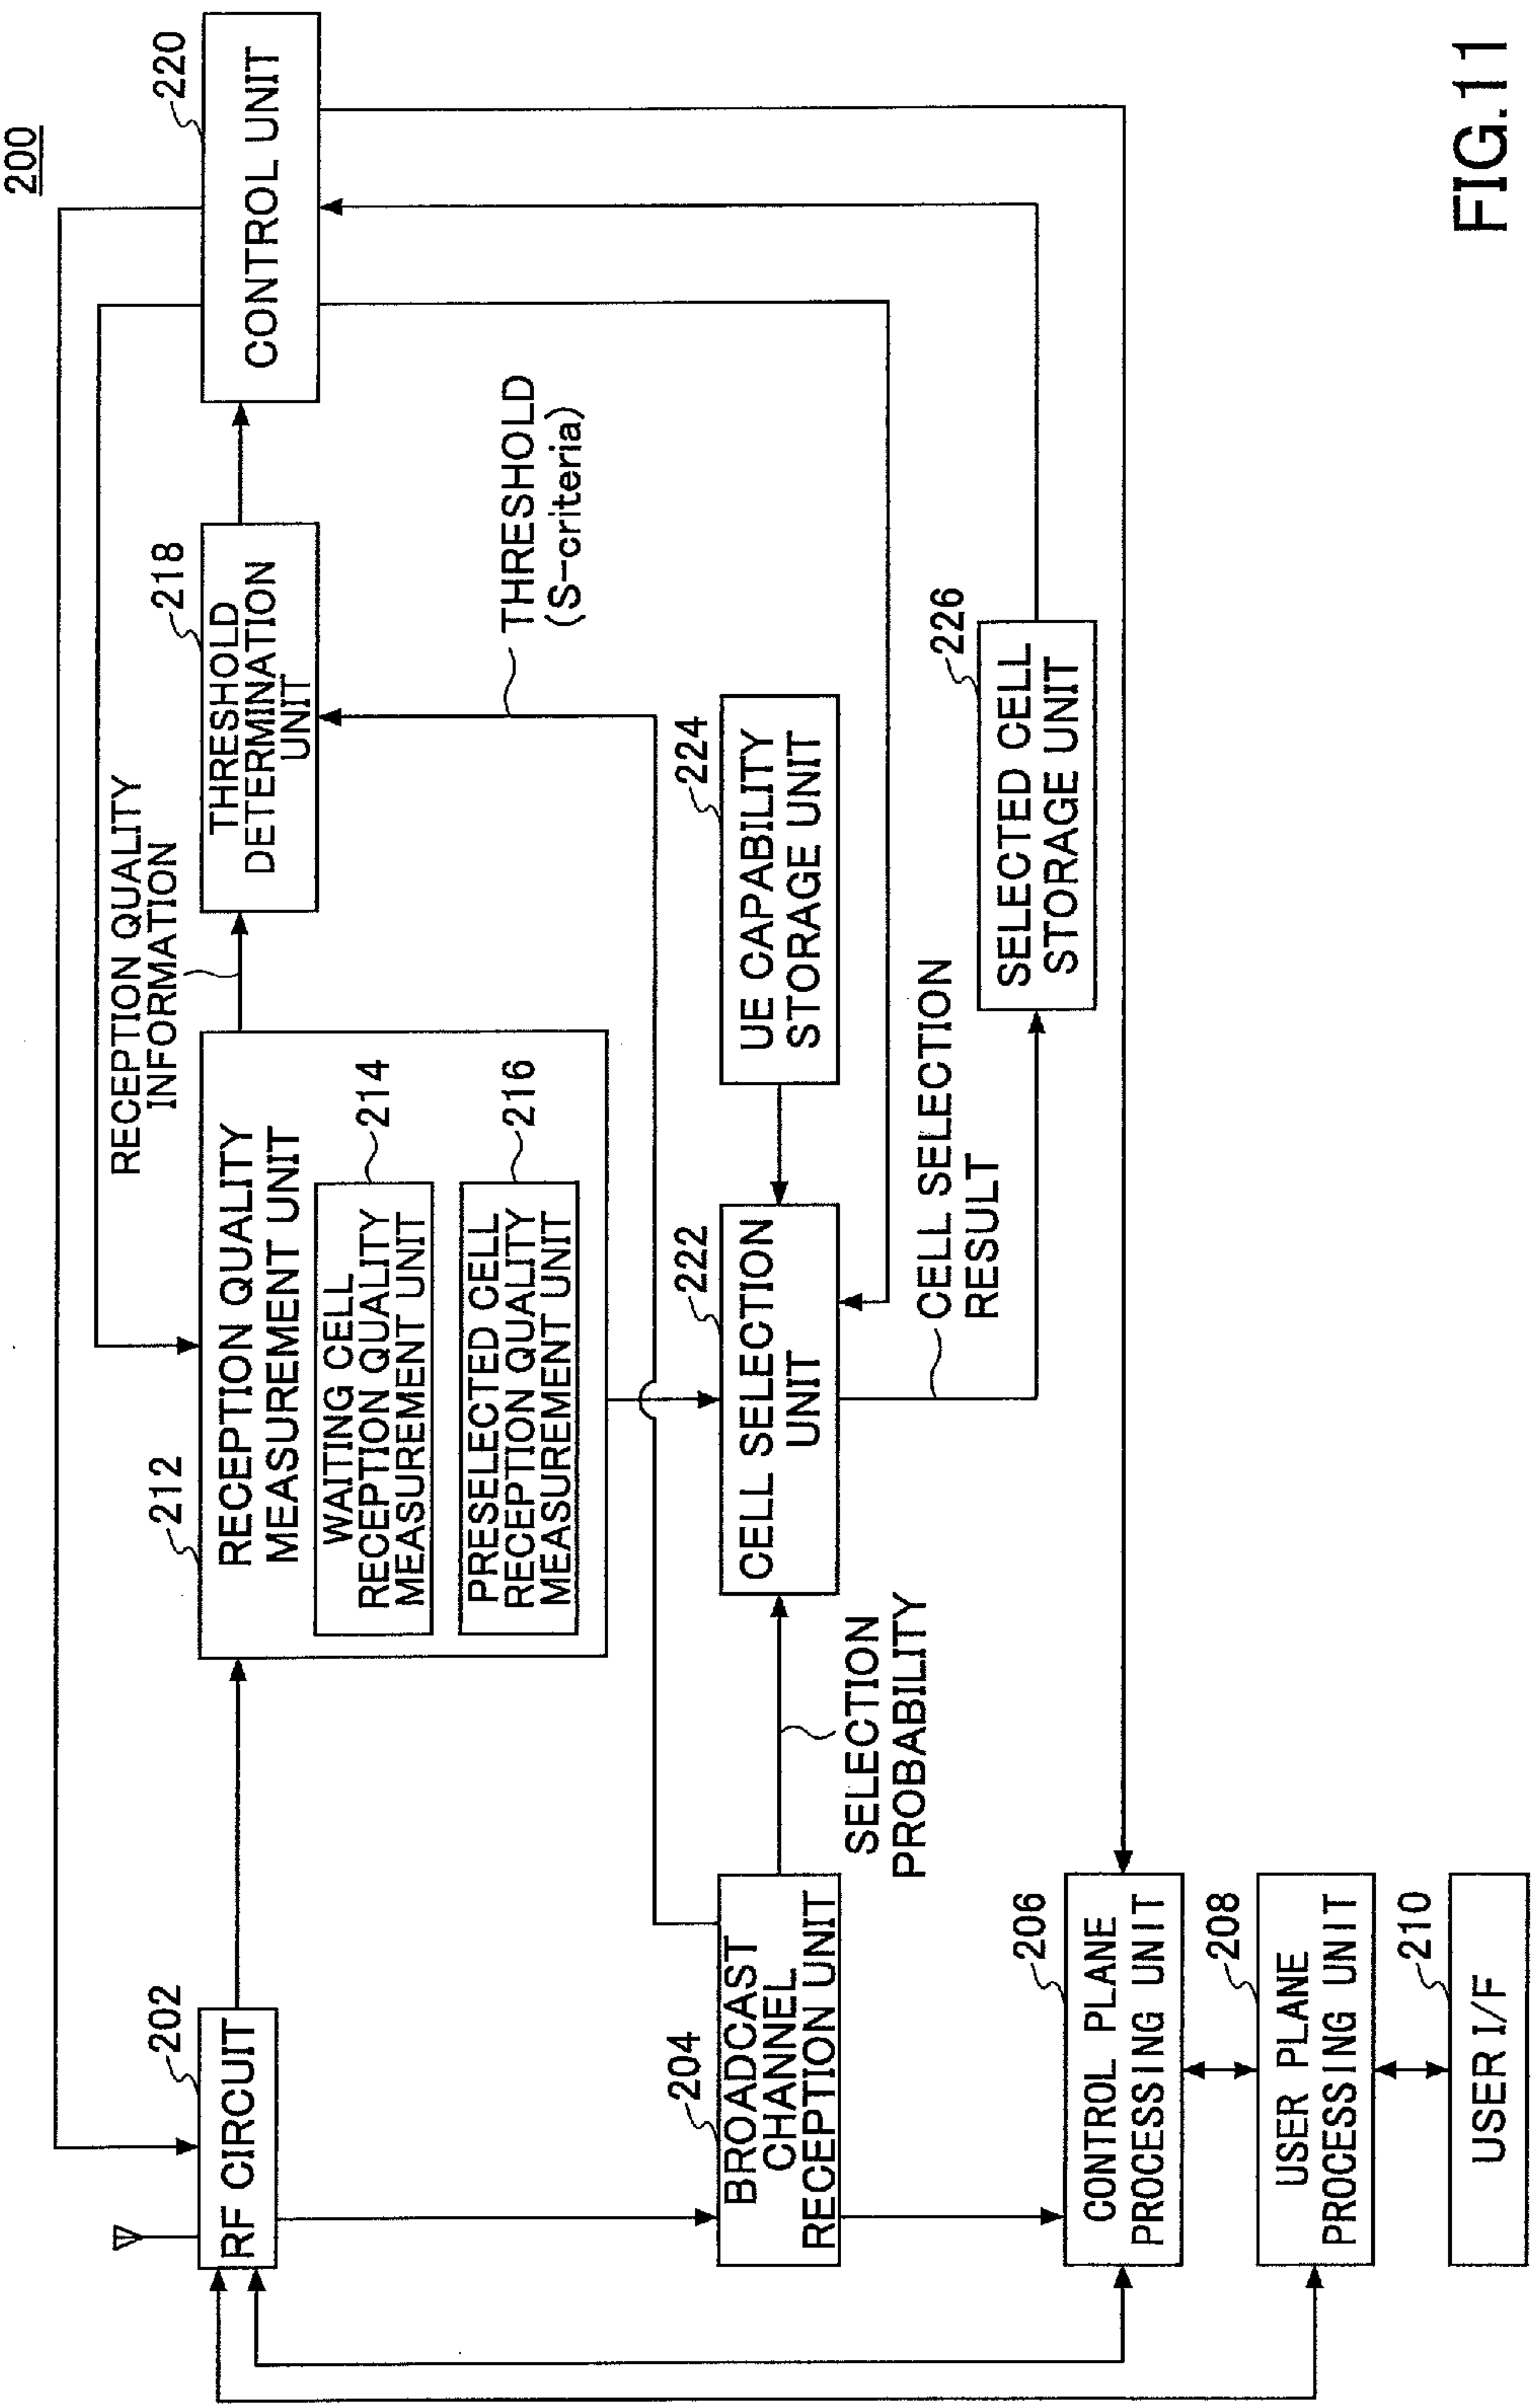 200
RF CIRCUIT
202
212
RECEPTION QUALITY
MEASUREMENT UNIT
WAITING CELL
RECEPTION QUALITY
MEASUREMENT UNIT
214
PRESELECTED CELL
RECEPTION QUALITY
MEASUREMENT UNIT
216
RECEPTION QUALITY
INFORMATION
THRESHOLD
DETERMINATION
UNIT
218
CONTROL UNIT
220
THRESHOLD
(S-criteria)
204
BROADCAST
CHANNEL
RECEPTION UNIT
SELECTION
PROBABILITY
CELL SELECTION
UNIT
222
UE CAPABILITY
STORAGE UNIT
224
CELL SELECTION
RESULT
SELECTED CELL
STORAGE UNIT
226
CONTROL PLANE
PROCESSING UNIT
206
USER PLANE
PROCESSING UNIT
208
USER I/F
210
FIG.11